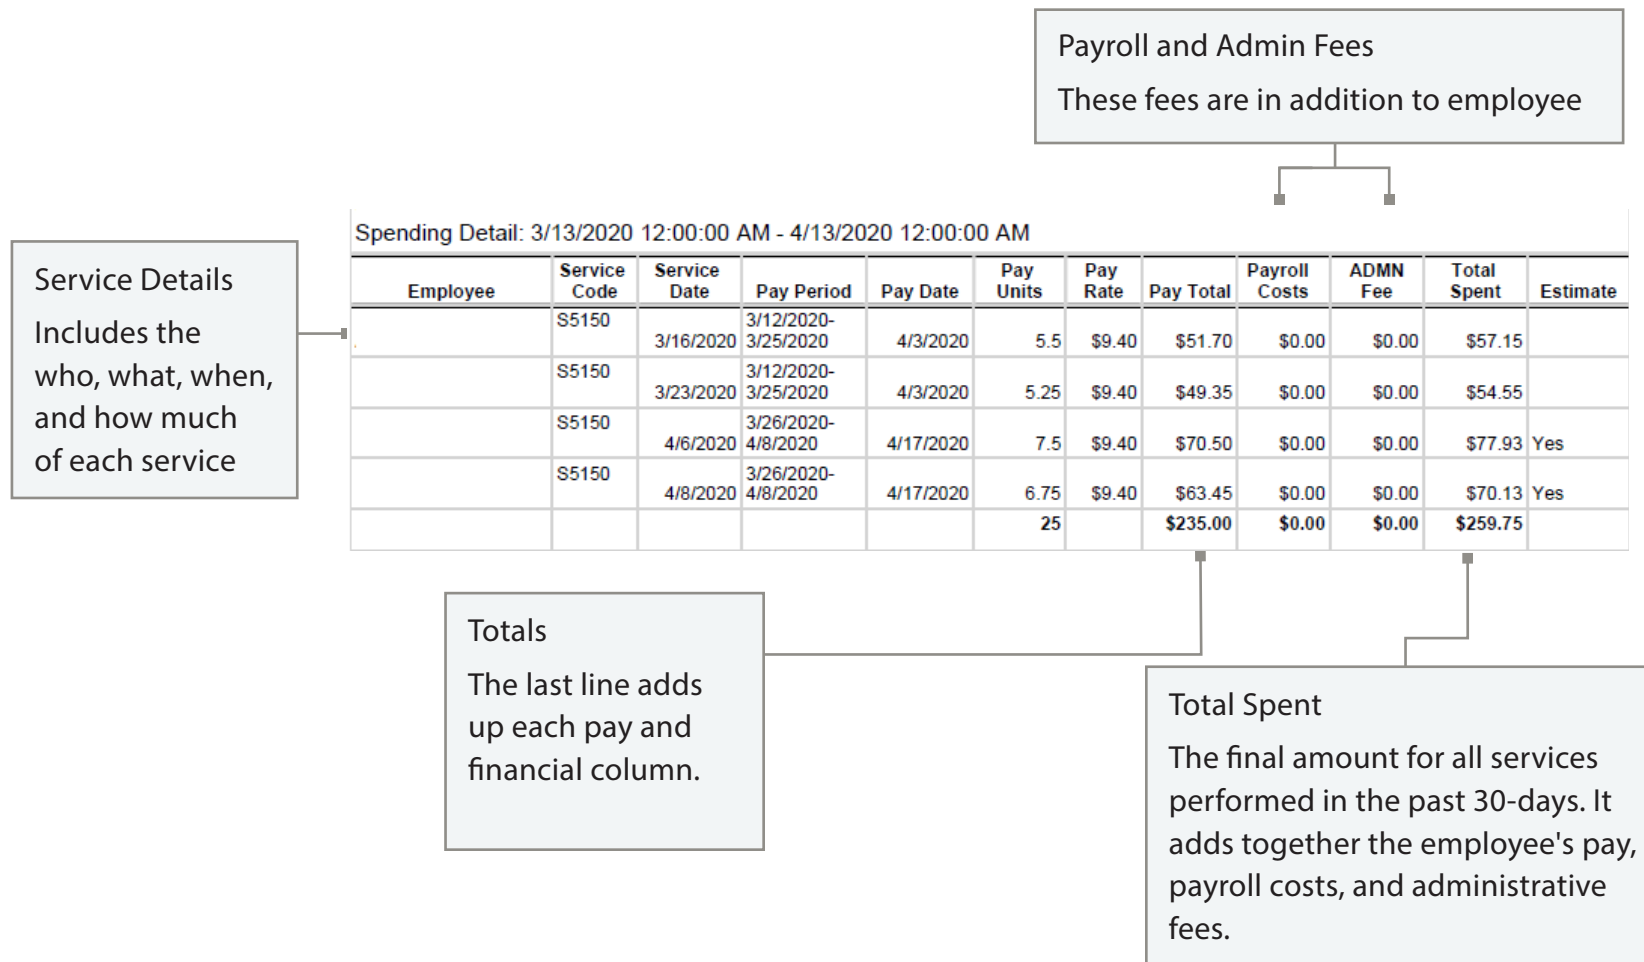 Payroll and Admin Fees
These fees are in addition to employee
Service Details
Includes the
who, what, when,
and how much
of each service
Spending Detail: 3/13/2020 12:00:00 AM - 4/13/2020 12:00:00 AM
Employee Service Code Service Date Pay Period Pay Date Pay Units Pay Rate Pay Total Payroll Costs ADMN Fee Total Spent Estimate
S5150 3/16/2020 3/12/2020-3/25/2020 4/3/2020 5.5 $9.40 $51.70 $0.00 $0.00 $57.15
S5150 3/23/2020 3/12/2020-3/25/2020 4/3/2020 5.25 $9.40 $49.35 $0.00 $0.00 $54.55
S5150 4/6/2020 3/26/2020-4/8/2020 4/17/2020 7.5 $9.40 $70.50 $0.00 $0.00 $77.93 Yes
S5150 4/8/2020 3/26/2020-4/8/2020 4/17/2020 6.75 $9.40 $63.45 $0.00 $0.00 $70.13 Yes
25 $235.00 $0.00 $0.00 $259.75
Totals
The last line adds
up each pay and
financial column.
Total Spent
The final amount for all services
performed in the past 30-days. It
adds together the employee's pay,
payroll costs, and administrative
fees.